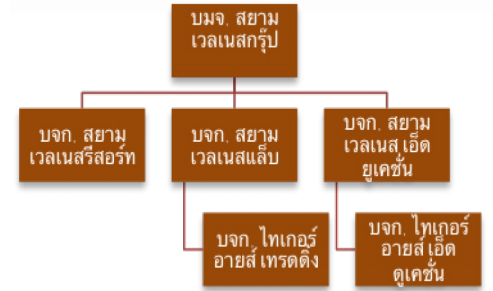 บมจ. สยาม
เวลเนสกรุ๊ป
บจก. สยาม
เวลเนสรีสอร์ท
บจก. สยาม
เวลเนสแล็บ
บจก. สยาม
เวลเนส เอ็ด
ยูเคชั่น
บจก. ไทเกอร์
อายส์ เทรดดิ้ง
บจก. ไทเกอร์
อายส์ เอ็ด
ดูเคชั่น